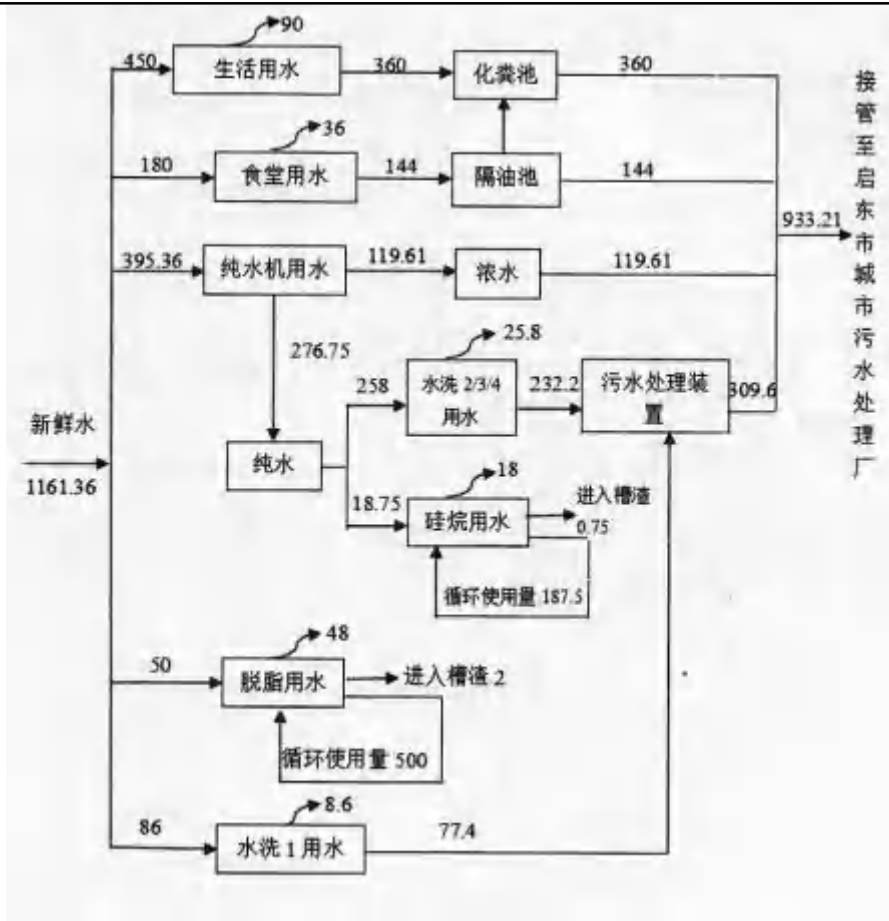 90
450
生活用水
360
化粪池
360
36
180
食堂用水
144
隔油池
144
933.21
接管至启东市城市污水处理厂
395.36
纯水机用水
119.61
浓水
119.61
276.75
25.8
258
水洗 2/3/4
用水
232.2
污水处理装
置
309.6
新鲜水
1161.36
纯水
18.75
18
硅烷用水
进入槽渣
0.75
循环使用量 187.5
48
50
脱脂用水
进入槽渣 2
循环使用量 500
8.6
86
水洗 1 用水
77.4